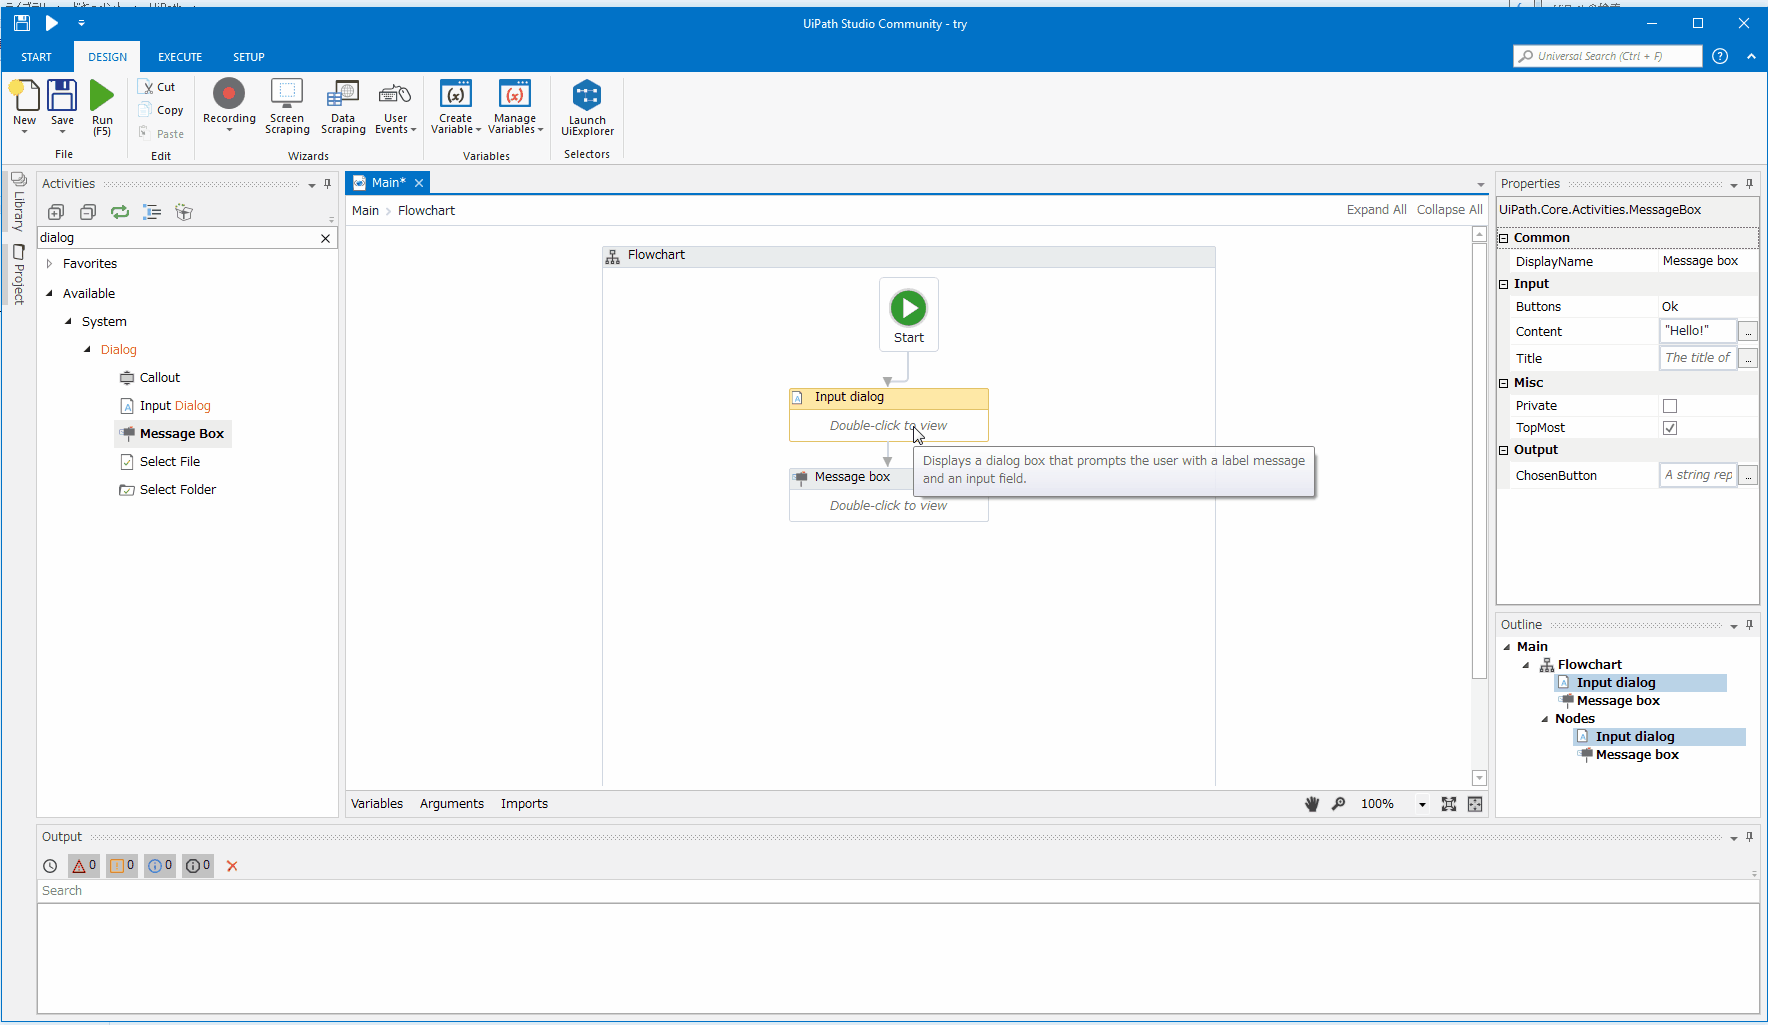 UiPath Studio Community - try
START
DESIGN
EXECUTE
SETUP
Universal Search (Ctrl + F)
New
Save
Run
(F5)
File
Cut
Copy
Paste
Edit
Recording
Screen
Scraping
Data
Scraping
User
Events
Wizards
Create
Variable
Manage
Variables
Variables
Launch
UiExplorer
Selectors
Library
Project
Activities
dialog
Favorites
Available
System
Dialog
Callout
Input Dialog
Message Box
Select File
Select Folder
Main*
Main > Flowchart
Expand All
Collapse All
Flowchart
Start
Input dialog
Double-click to view
Displays a dialog box that prompts the user with a label message
and an input field.
Message box
Double-click to view
Variables
Arguments
Imports
100%
Properties
UiPath.Core.Activities.MessageBox
Common
DisplayName Message box
Input
Buttons Ok
Content "Hello!" ...
Title The title of ...
Misc
Private
TopMost
Output
ChosenButton A string rep ...
Outline
Main
Flowchart
Input dialog
Message box
Nodes
Input dialog
Message box
Output
0
0
0
0
Search